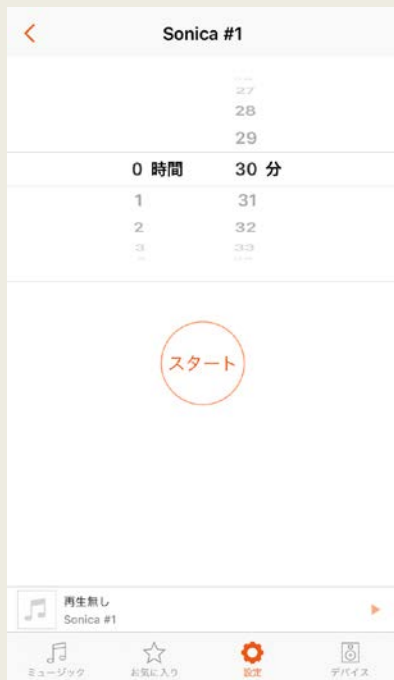 Sonica #1
27
28
29
0 時間 30 分
1 31
2 32
3 33
スタート
再生無し
Sonica #1
ミュージック お気に入り 設定 デバイス